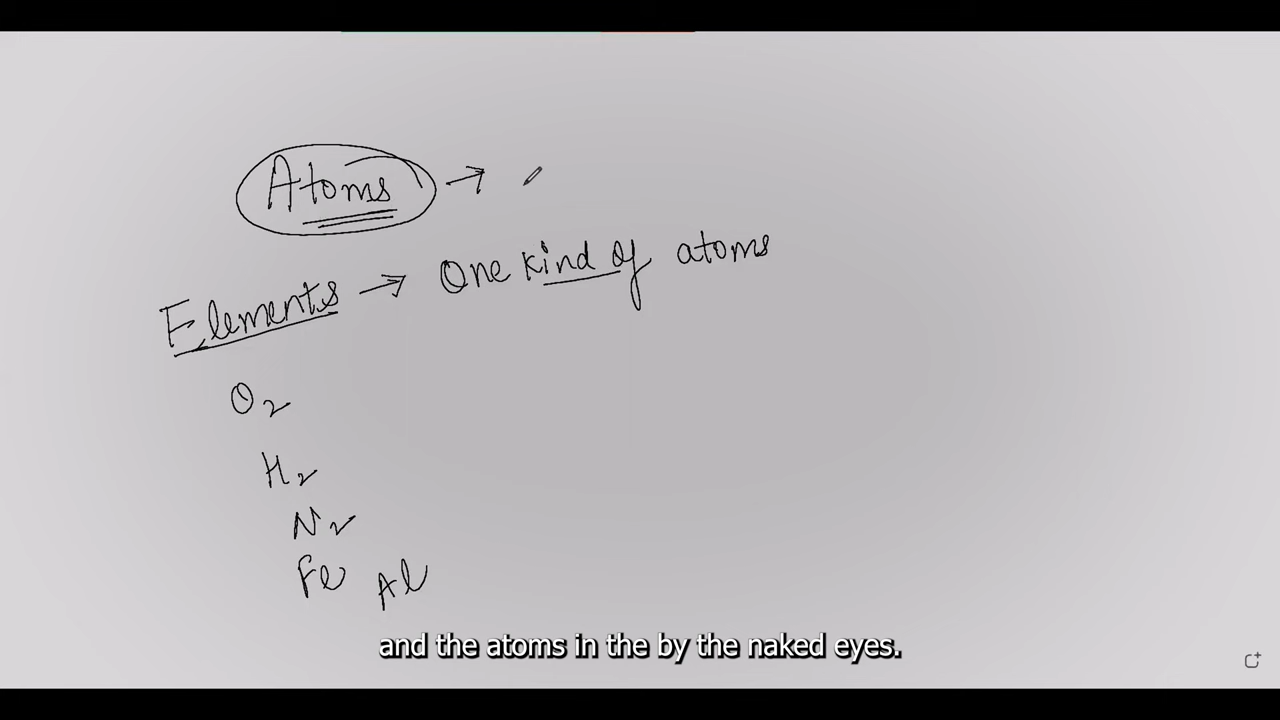 Atoms →
Elements → One kind of atoms
O2
H2
N2
Fe Al
and the atoms in the by the naked eyes.